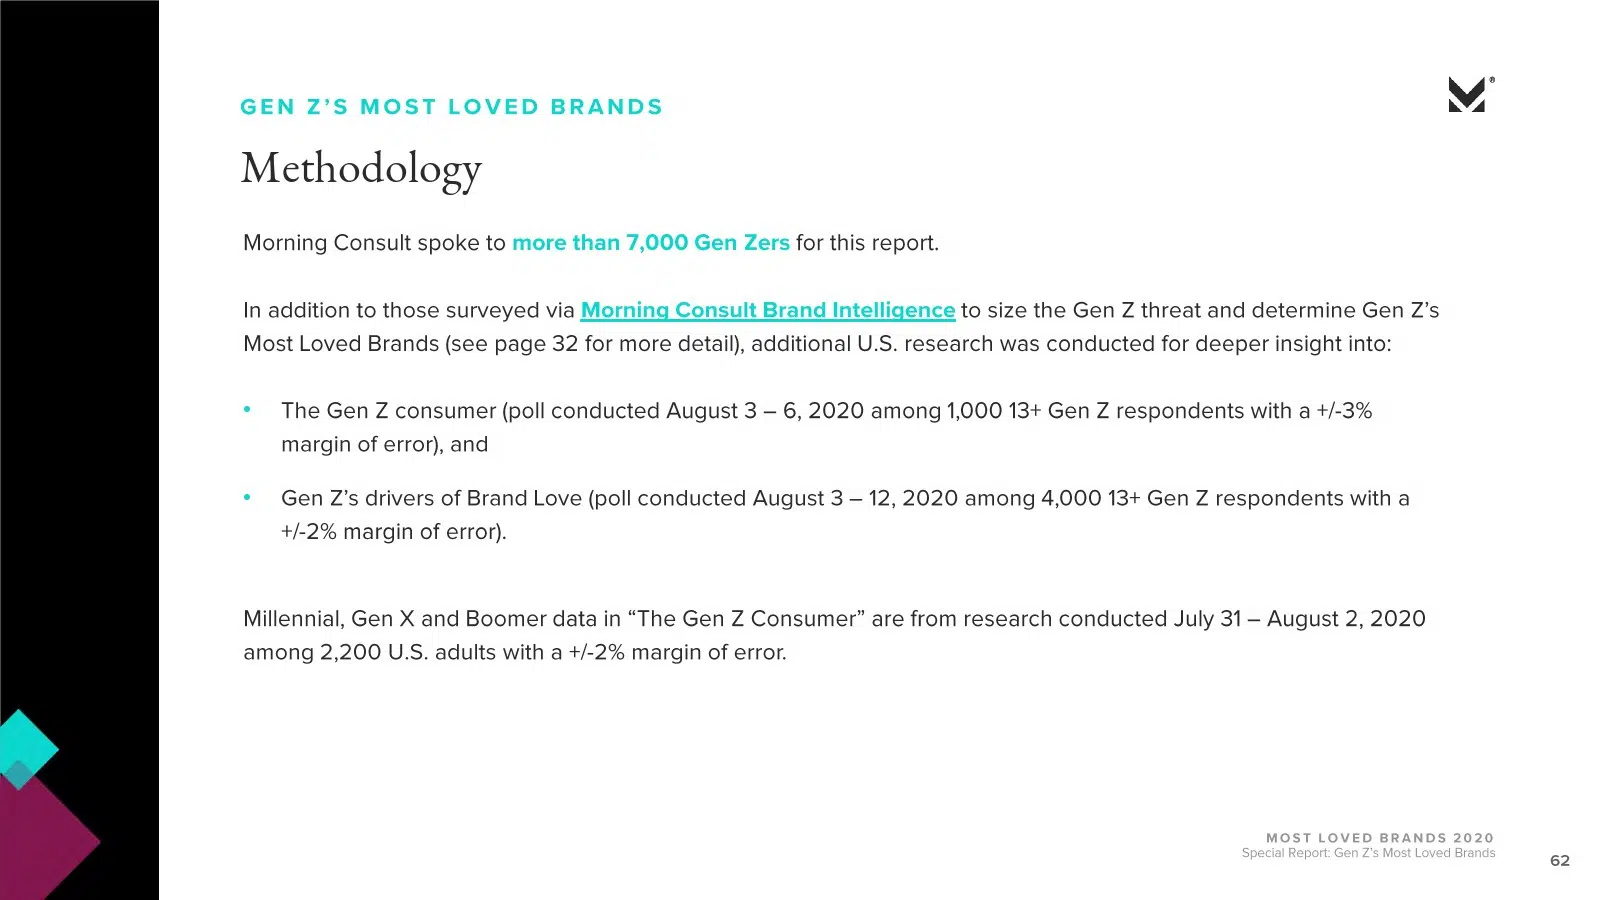 GEN Z’S MOST LOVED BRANDS
®
Methodology
Morning Consult spoke to more than 7,000 Gen Zers for this report.
In addition to those surveyed via Morning Consult Brand Intelligence to size the Gen Z threat and determine Gen Z’s
Most Loved Brands (see page 32 for more detail), additional U.S. research was conducted for deeper insight into:
• The Gen Z consumer (poll conducted August 3 – 6, 2020 among 1,000 13+ Gen Z respondents with a +/-3%
margin of error), and
• Gen Z’s drivers of Brand Love (poll conducted August 3 – 12, 2020 among 4,000 13+ Gen Z respondents with a
+/-2% margin of error).
Millennial, Gen X and Boomer data in “The Gen Z Consumer” are from research conducted July 31 – August 2, 2020
among 2,200 U.S. adults with a +/-2% margin of error.
MOST LOVED BRANDS 2020
Special Report: Gen Z’s Most Loved Brands
62